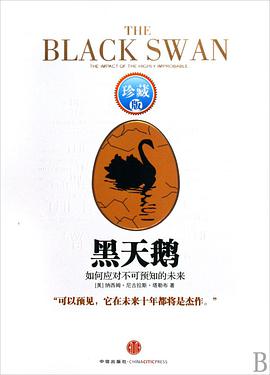 THE
BLACK SWAN
THE IMPACT OF THE HIGHLY IMPROBABLE
珍藏
版
黑天鹅
如何应对不可预知的未来
[美] 纳西姆·尼古拉斯·塔勒布 著
“可以预见，它在未来十年都将是杰作。”
中信出版社·CHINA CITIC PRESS